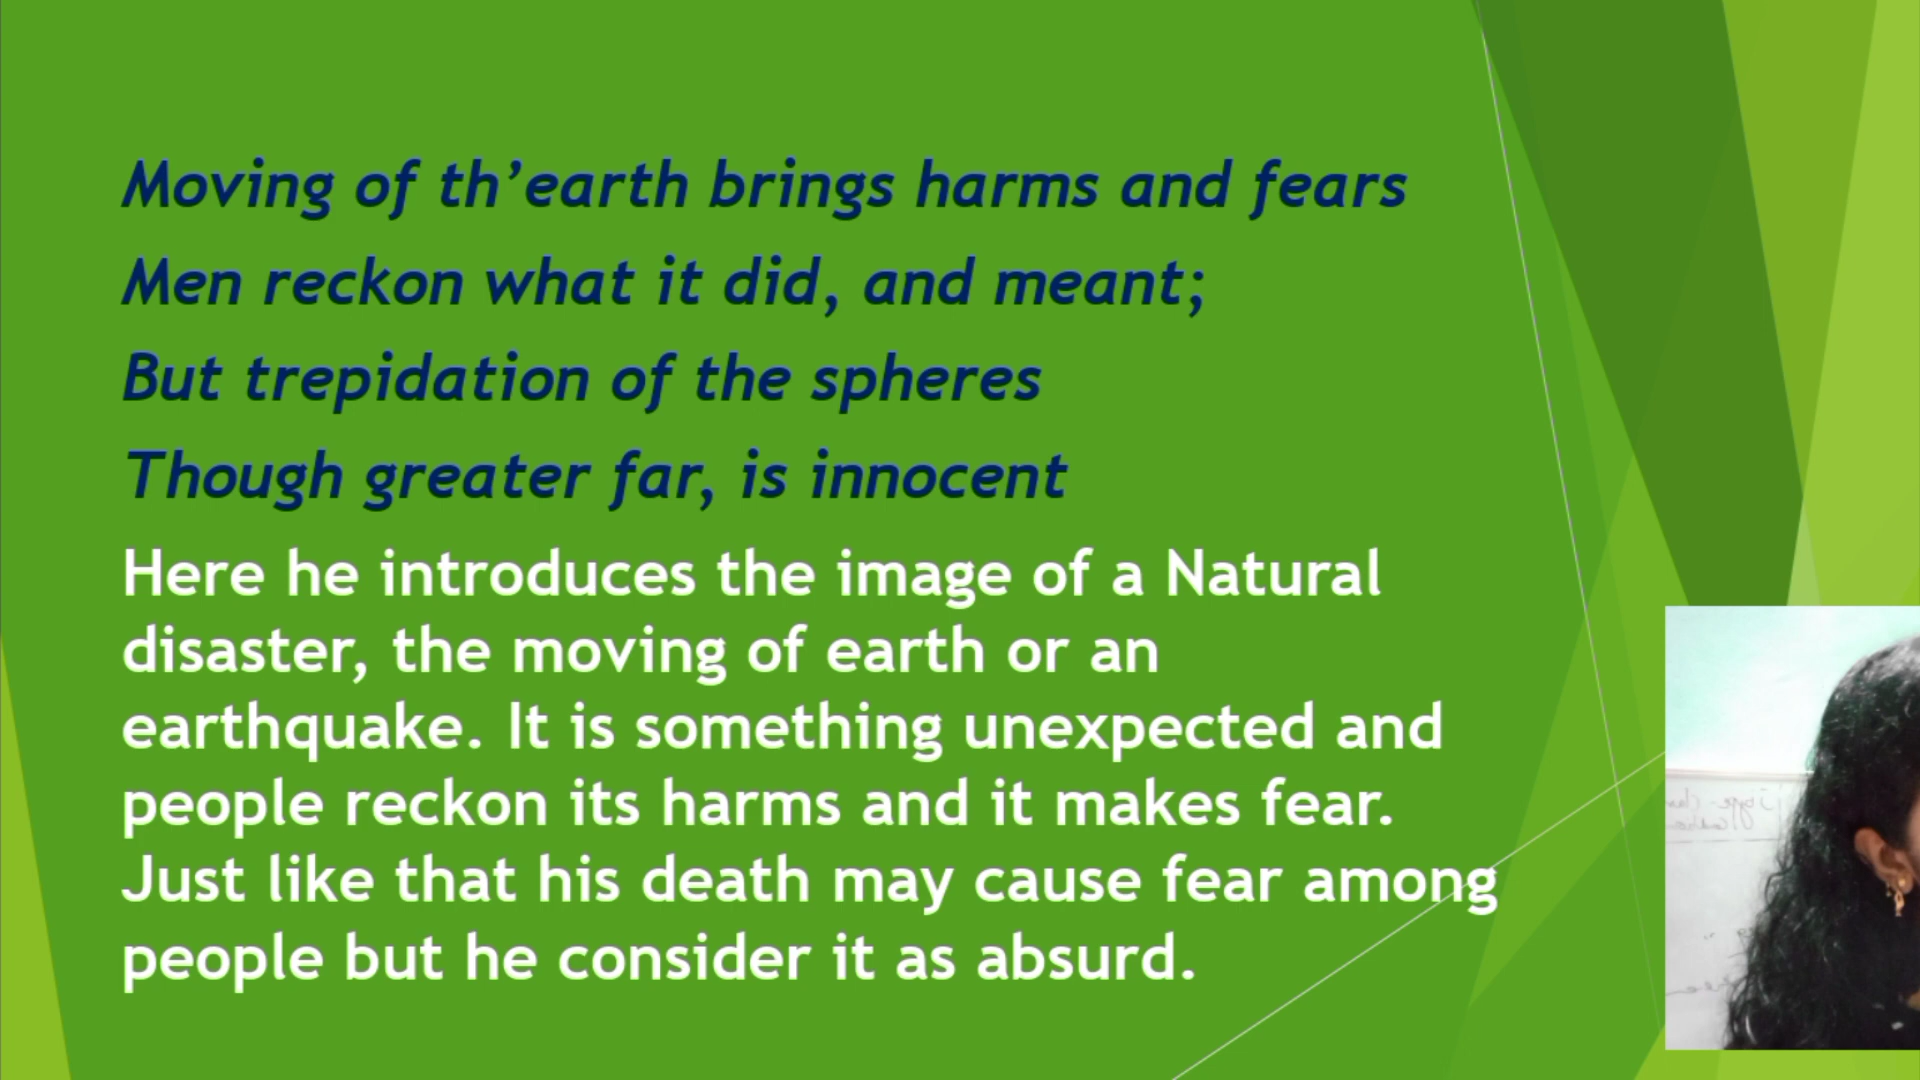 Moving of th’earth brings harms and fears
Men reckon what it did, and meant;
But trepidation of the spheres
Though greater far, is innocent
Here he introduces the image of a Natural
disaster, the moving of earth or an
earthquake. It is something unexpected and
people reckon its harms and it makes fear.
Just like that his death may cause fear among
people but he consider it as absurd.